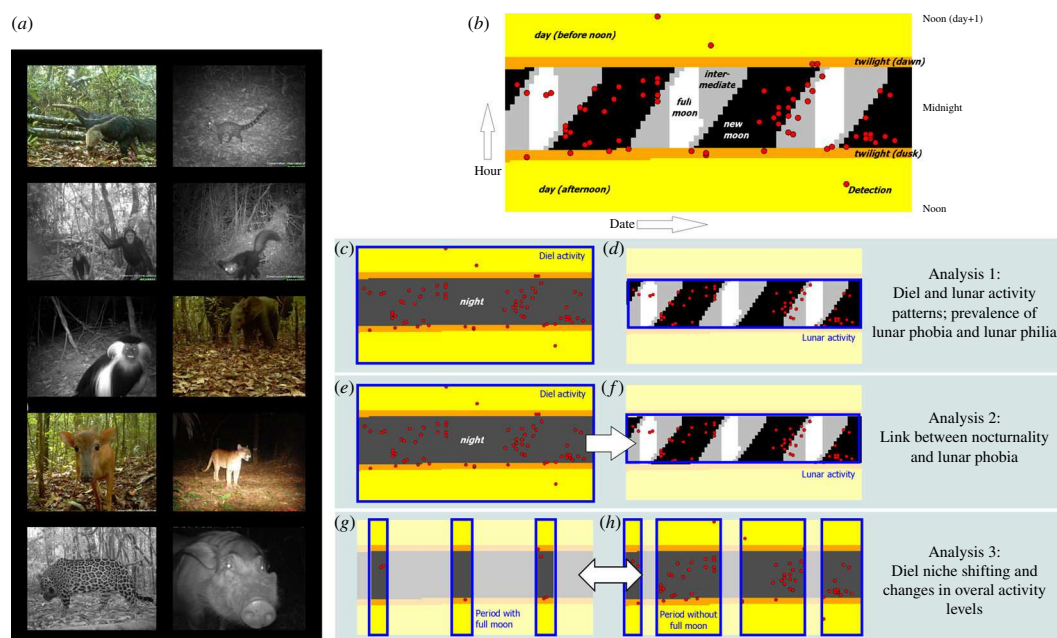 (a)
(b)
day (before noon)
Noon (day+1)
twilight (dawn)
inter-
mediate
full
moon
new
moon
Midnight
Hour
twilight (dusk)
day (afternoon)
Detection
Date
Noon
(c)
Diel activity
night
(d)
Lunar activity
Analysis 1:
Diel and lunar activity
patterns; prevalence of
lunar phobia and lunar philia
(e)
Diel activity
night
(f)
Lunar activity
Analysis 2:
Link between nocturnality
and lunar phobia
(g)
Period with
full moon
(h)
Period without
full moon
Analysis 3:
Diel niche shifting and
changes in overal activity
levels